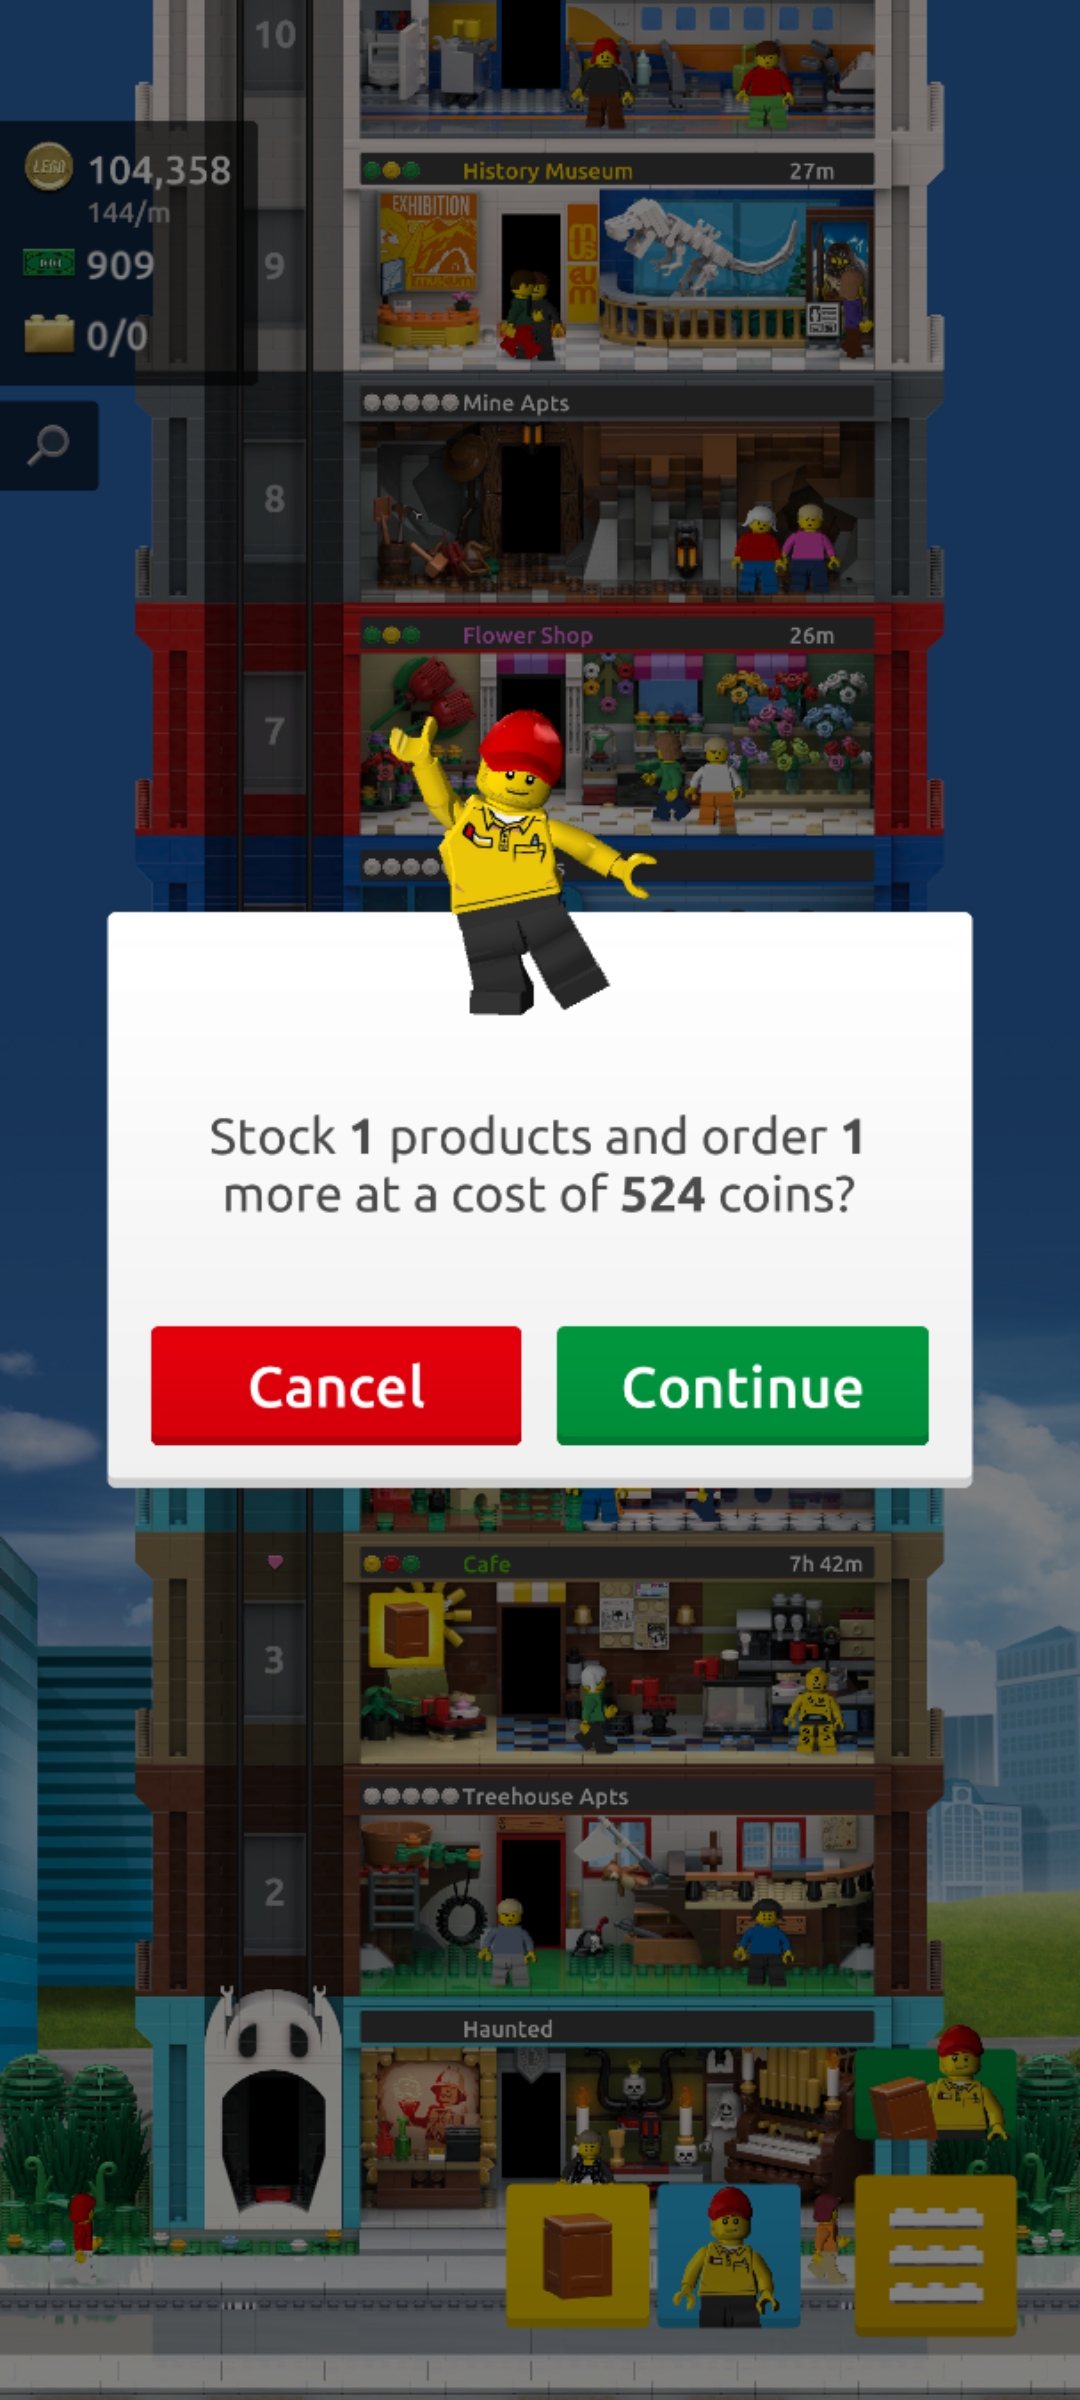 10
LEGO
104,358
144/m
909
0/0
History Museum 27m
EXHIBITION
museum
9
Mine Apts
8
Flower Shop 26m
7
Stock 1 products and order 1
more at a cost of 524 coins?
Cancel
Continue
Cafe 7h 42m
3
Treehouse Apts
2
Haunted